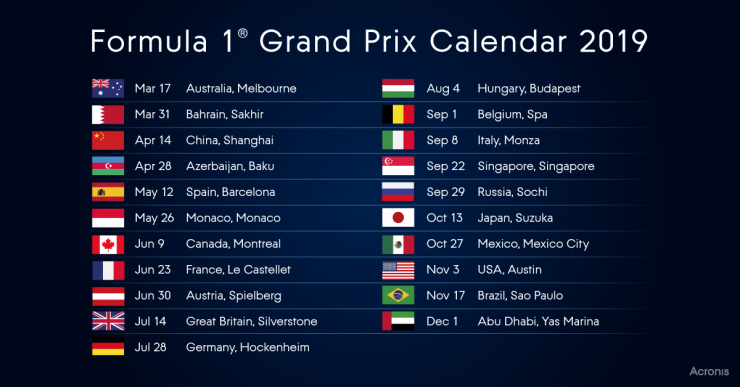 Formula 1® Grand Prix Calendar 2019
Mar 17 Australia, Melbourne
Mar 31 Bahrain, Sakhir
Apr 14 China, Shanghai
Apr 28 Azerbaijan, Baku
May 12 Spain, Barcelona
May 26 Monaco, Monaco
Jun 9 Canada, Montreal
Jun 23 France, Le Castellet
Jun 30 Austria, Spielberg
Jul 14 Great Britain, Silverstone
Jul 28 Germany, Hockenheim
Aug 4 Hungary, Budapest
Sep 1 Belgium, Spa
Sep 8 Italy, Monza
Sep 22 Singapore, Singapore
Sep 29 Russia, Sochi
Oct 13 Japan, Suzuka
Oct 27 Mexico, Mexico City
Nov 3 USA, Austin
Nov 17 Brazil, Sao Paulo
Dec 1 Abu Dhabi, Yas Marina
Acronis